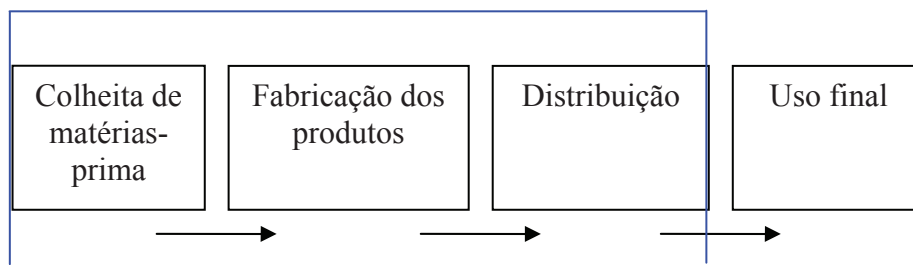 Colheita de
matérias-
prima
Fabricação dos
produtos
Distribuição
Uso final